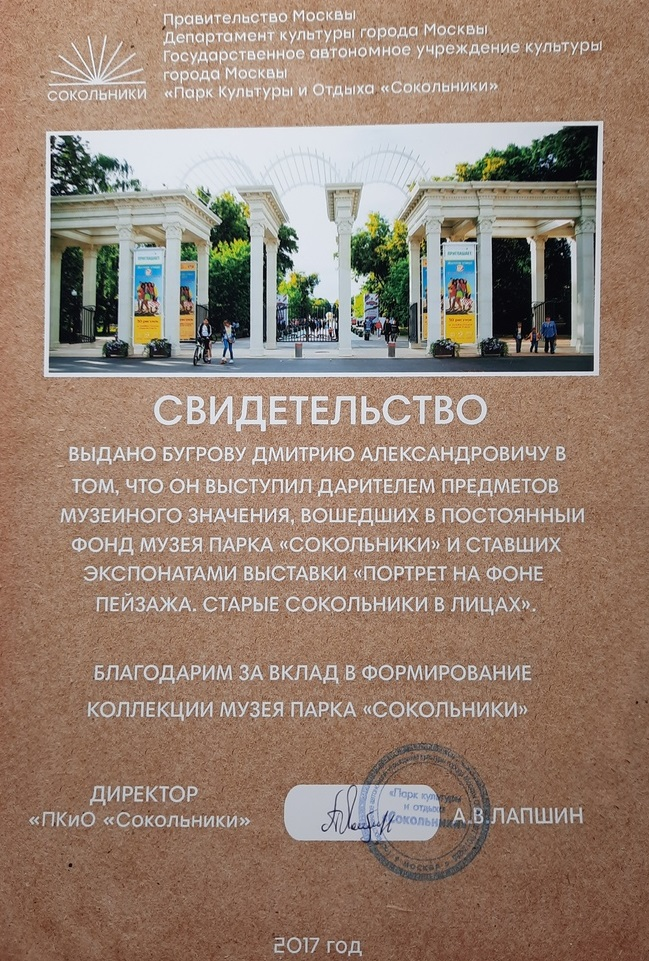 СОКОЛЬНИКИ
Правительство Москвы
Департамент культуры города Москвы
Государственное автономное учреждение культуры
города Москвы
«Парк Культуры и Отдыха «Сокольники»
ПРИГЛАШАЕТ
СВИДЕТЕЛЬСТВО
ВЫДАНО БУГРОВУ ДМИТРИЮ АЛЕКСАНДРОВИЧУ В
ТОМ, ЧТО ОН ВЫСТУПИЛ ДАРИТЕЛЕМ ПРЕДМЕТОВ
МУЗЕЙНОГО ЗНАЧЕНИЯ, ВОШЕДШИХ В ПОСТОЯННЫЙ
ФОНД МУЗЕЯ ПАРКА «СОКОЛЬНИКИ» И СТАВШИХ
ЭКСПОНАТАМИ ВЫСТАВКИ «ПОРТРЕТ НА ФОНЕ
ПЕЙЗАЖА. СТАРЫЕ СОКОЛЬНИКИ В ЛИЦАХ».
БЛАГОДАРИМ ЗА ВКЛАД В ФОРМИРОВАНИЕ
КОЛЛЕКЦИИ МУЗЕЯ ПАРКА «СОКОЛЬНИКИ»
ДИРЕКТОР
«ПКиО «Сокольники»
«Парк культуры
и отдыха
Сокольники»
МОСКВА
А.В.ЛАПШИН
2017 год